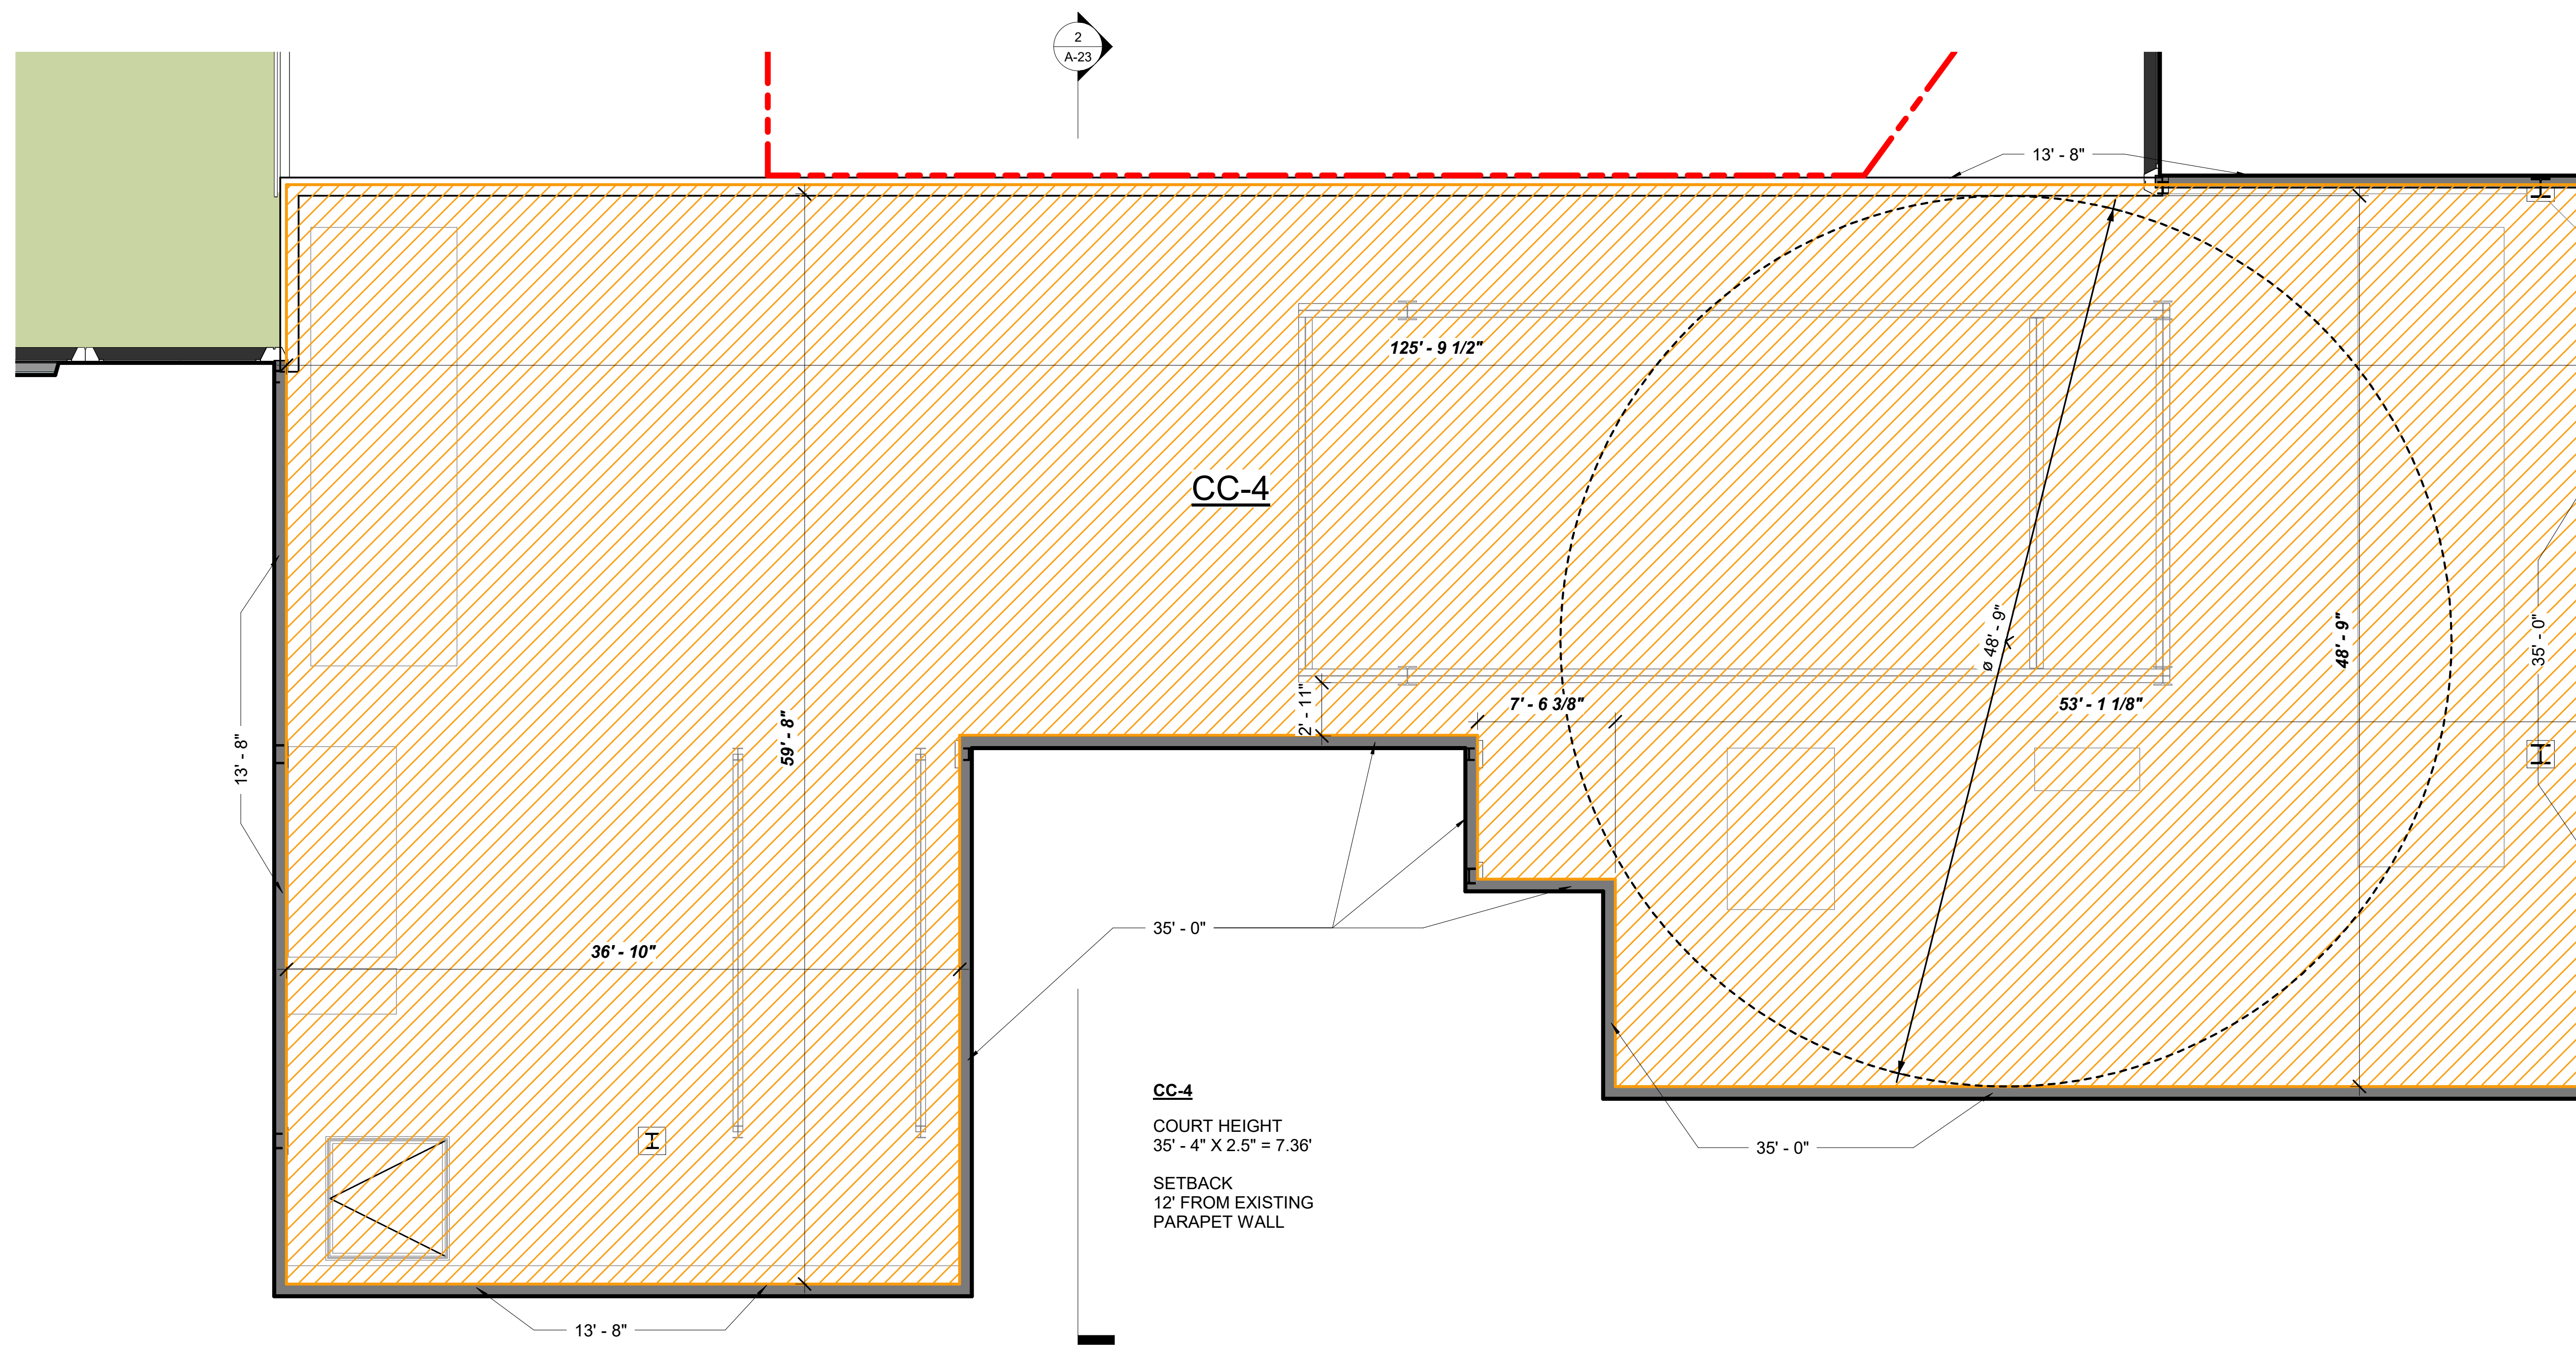 2
A-23
13' - 8"
125' - 9 1/2"
CC-4
ø 48' - 9"
48' - 9"
35' - 0"
2' - 11"
7' - 6 3/8"
53' - 1 1/8"
13' - 8"
59' - 8"
36' - 10"
35' - 0"
CC-4
COURT HEIGHT
35' - 4" X 2.5" = 7.36'
SETBACK
12' FROM EXISTING
PARAPET WALL
35' - 0"
13' - 8"